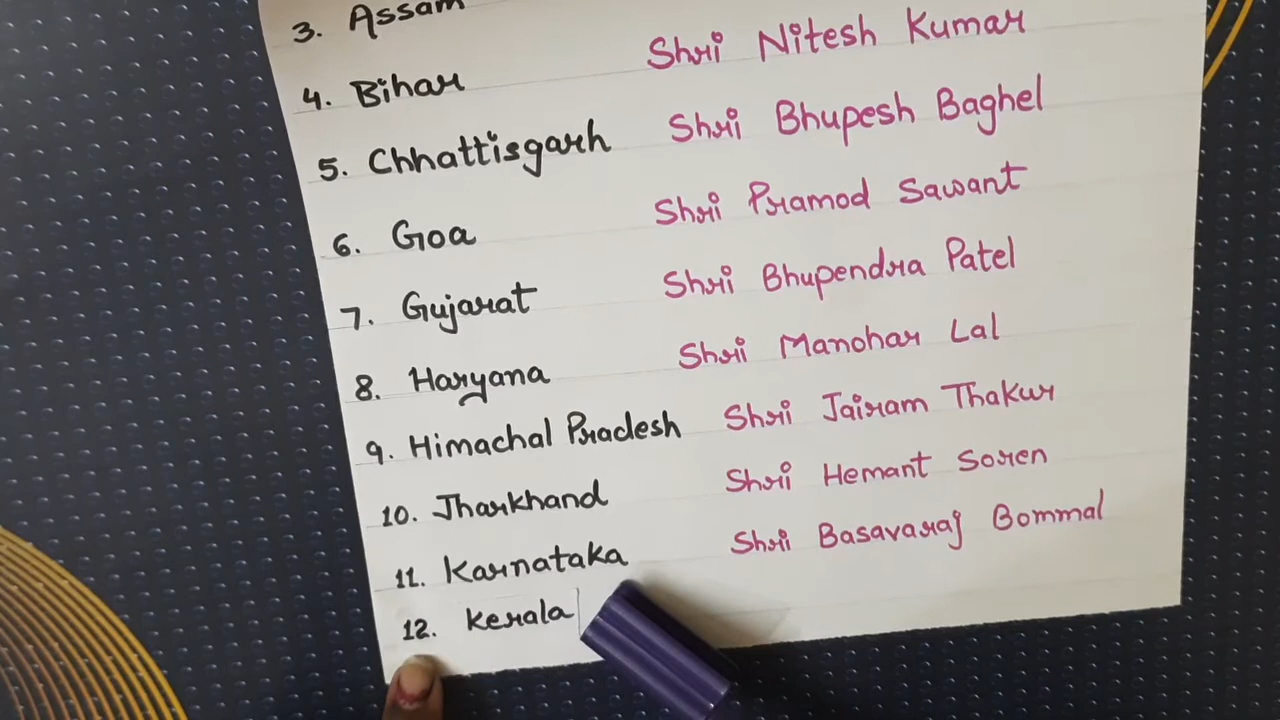 3. Assam
4. Bihar Shri Nitesh Kumar
5. Chhattisgarh Shri Bhupesh Baghel
6. Goa Shri Pramod Sawant
7. Gujarat Shri Bhupendra Patel
8. Haryana Shri Manohar Lal
9. Himachal Pradesh Shri Jairam Thakur
10. Jharkhand Shri Hemant Soren
11. Karnataka Shri Basavaraj Bommal
12. Kerala